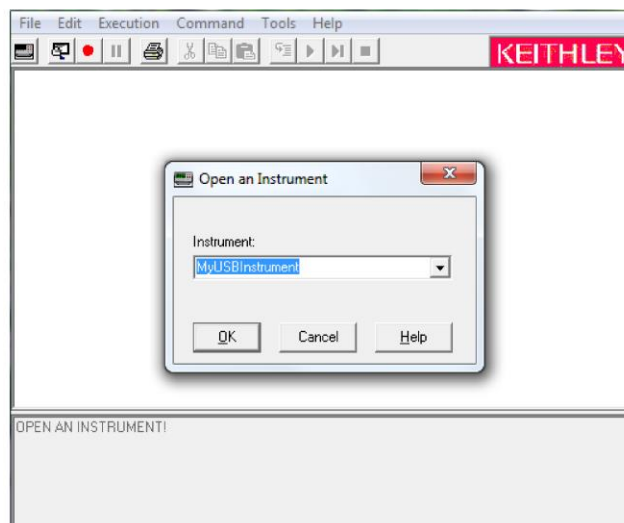 File Edit Execution Command Tools Help
KEITHLEY
Open an Instrument
Instrument:
MyUSBInstrument
OK Cancel Help
OPEN AN INSTRUMENT!